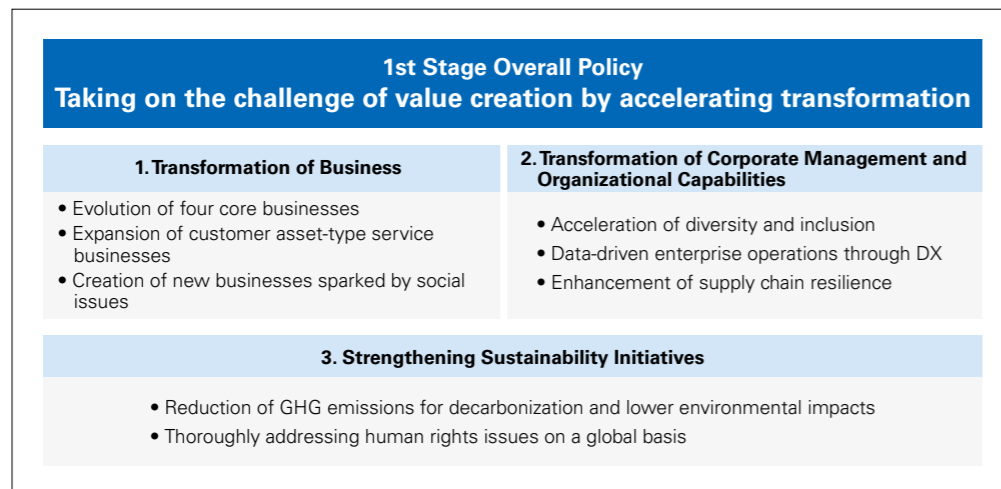 1st Stage Overall Policy
Taking on the challenge of value creation by accelerating transformation
1. Transformation of Business
• Evolution of four core businesses
• Expansion of customer asset-type service
businesses
• Creation of new businesses sparked by social
issues
2. Transformation of Corporate Management and
Organizational Capabilities
• Acceleration of diversity and inclusion
• Data-driven enterprise operations through DX
• Enhancement of supply chain resilience
3. Strengthening Sustainability Initiatives
• Reduction of GHG emissions for decarbonization and lower environmental impacts
• Thoroughly addressing human rights issues on a global basis